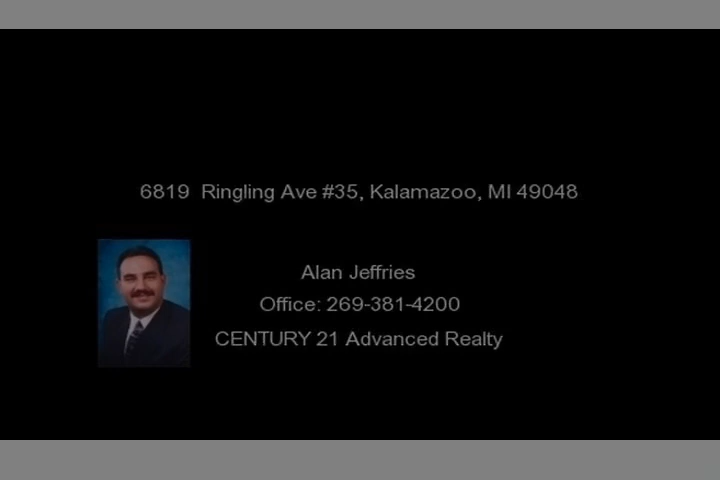 6819  Ringling Ave #35, Kalamazoo, MI 49048
Alan Jeffries
Office: 269-381-4200
CENTURY 21 Advanced Realty